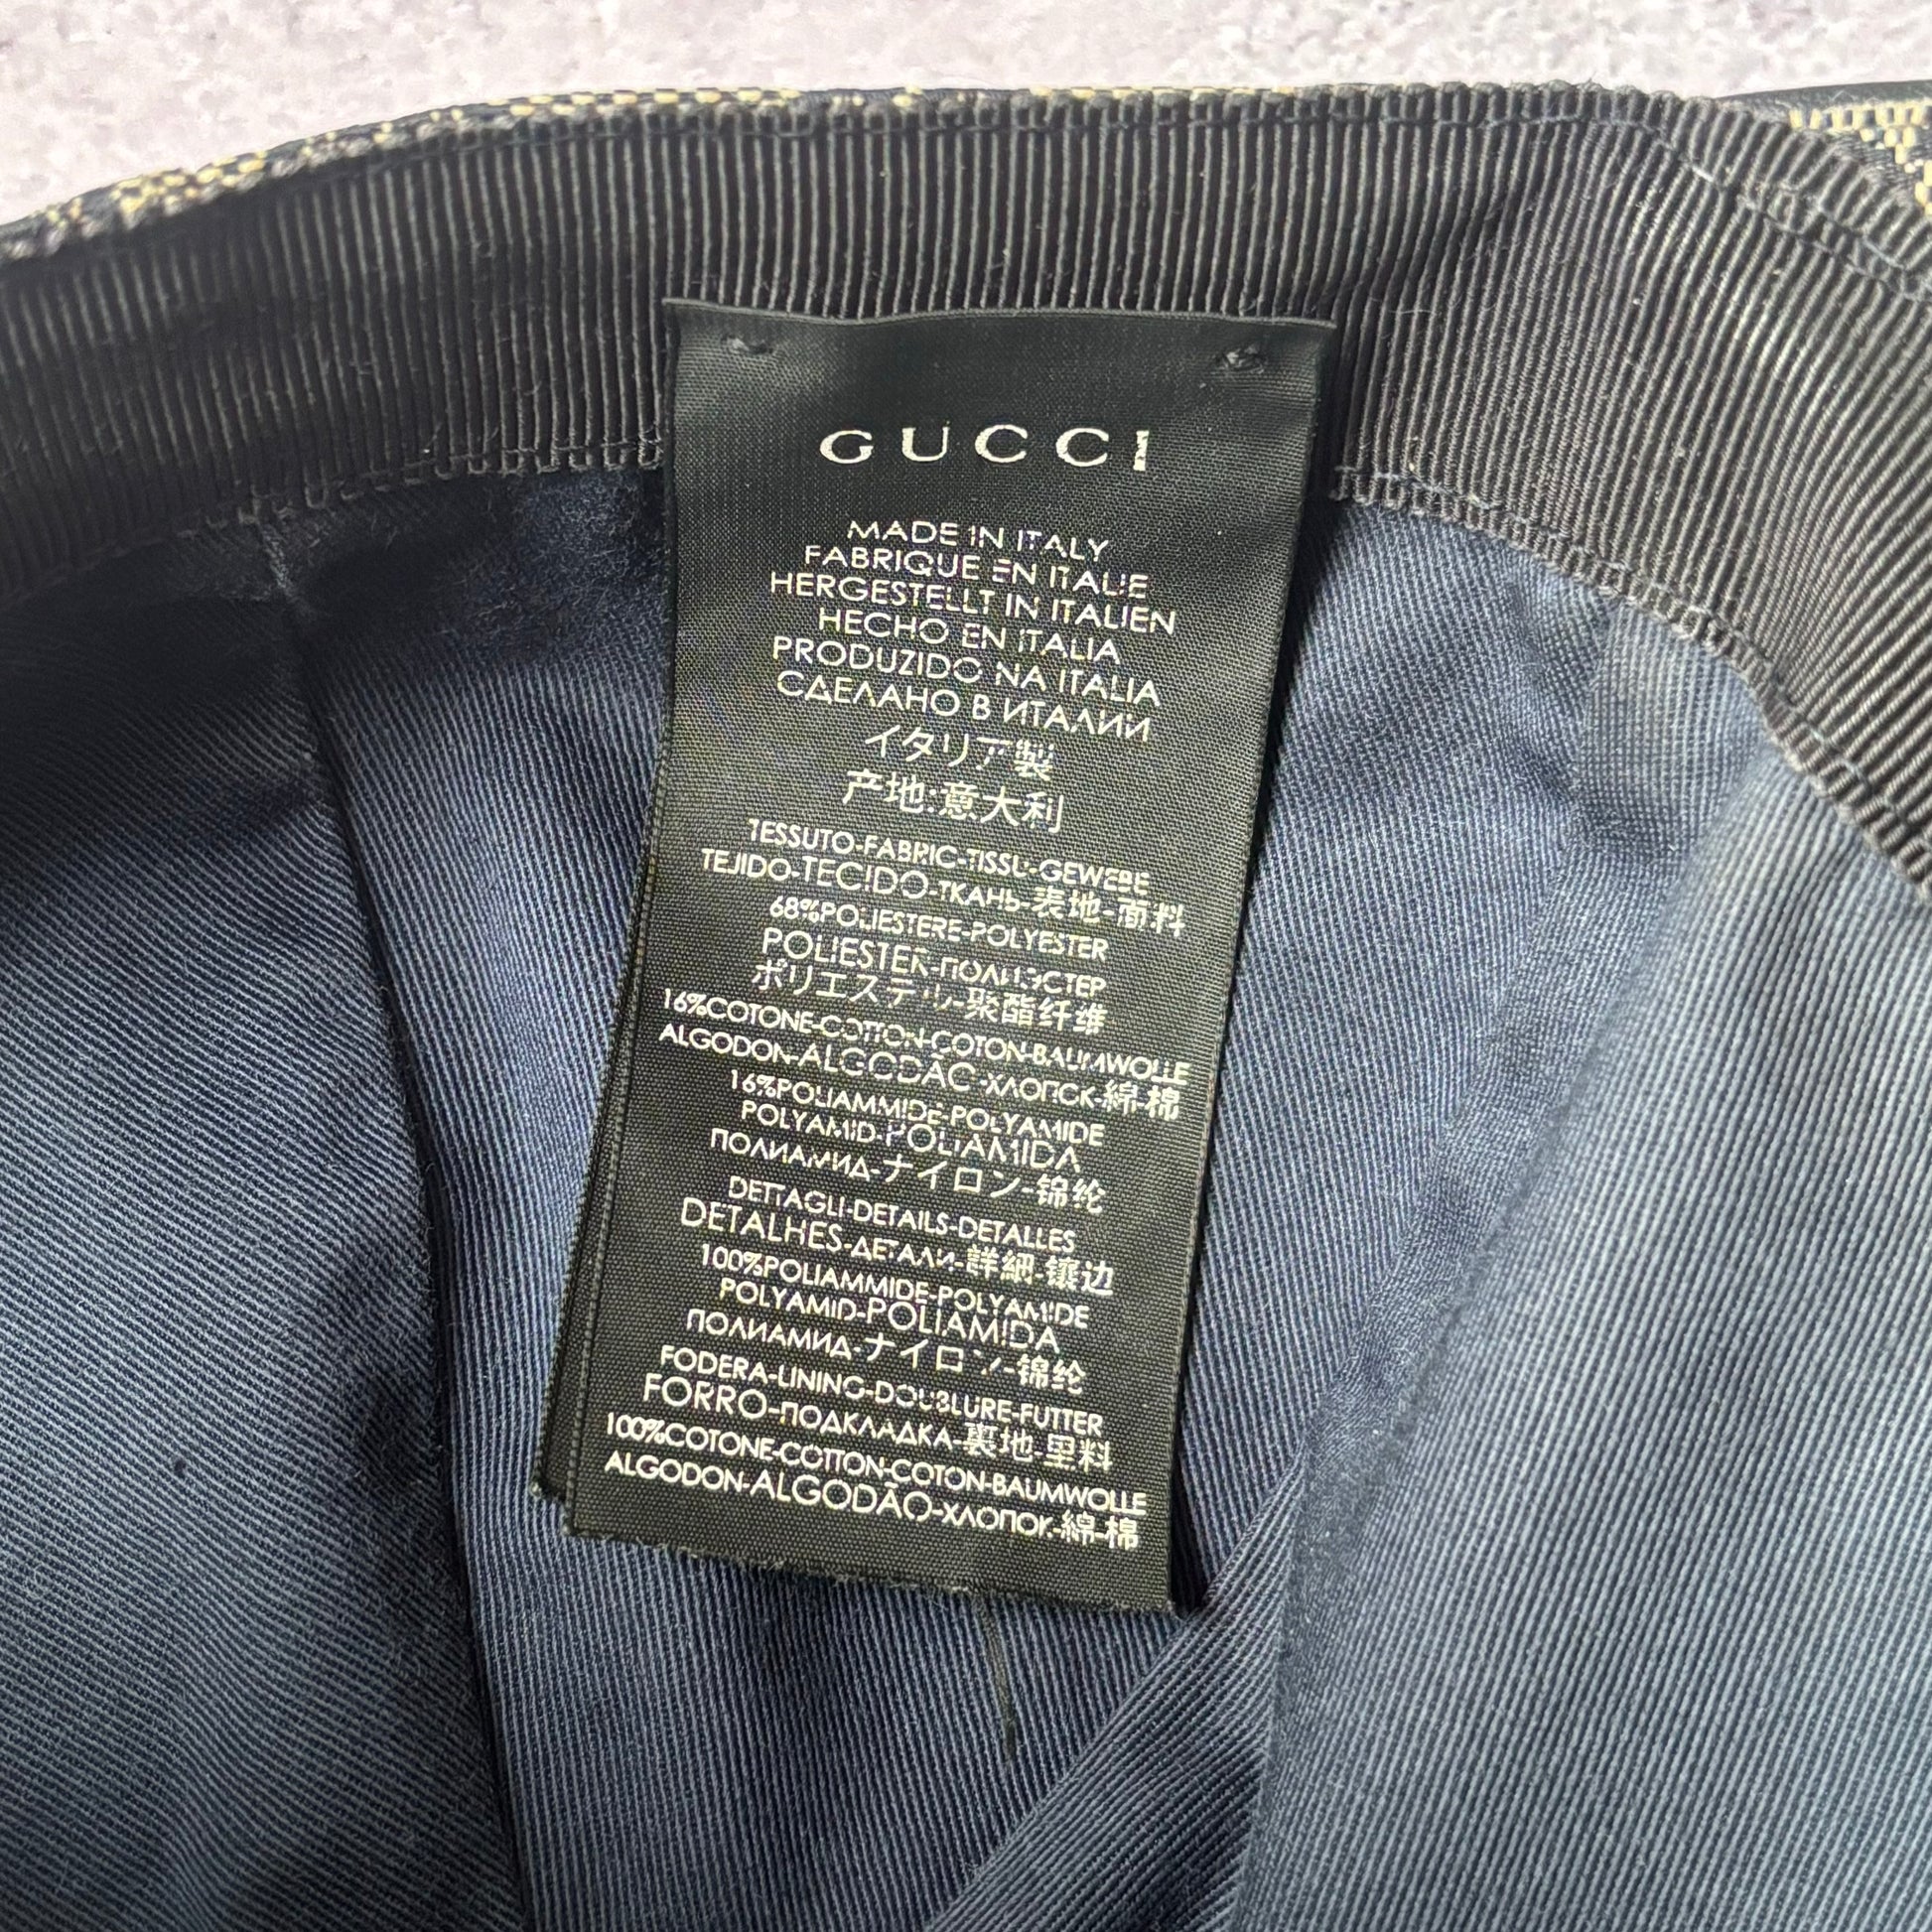 GUCCI
MADE IN ITALY
FABRIQUE EN ITALIE
HERGESTELLT IN ITALIEN
HECHO EN ITALIA
PRODUZIDO NA ITALIA
СДЕЛАНО В ИТАЛИИ
イタリア製
产地:意大利
TESSUTO-FABRIC-TISSU-GEWEBE
TEJIDO-TECIDO-ТКАНЬ-表地-面料
68%POLIESTERE-POLYESTER
POLIESTER-ПОЛИЭСТЕР
ポリエステル-聚酯纤维
16%COTONE-COTTON-COTON-BAUMWOLLE
ALGODON-ALGODÃO-ХЛОПОК-綿-棉
16%POLIAMMIDE-POLYAMIDE
POLYAMID-POLIAMIDA
ПОЛИАМИД-ナイロン-锦纶
DETTAGLI-DETAILS-DETALLES
DETALHES-ДЕТАЛИ-詳細-镶边
100%POLIAMMIDE-POLYAMIDE
POLYAMID-POLIAMIDA
ПОЛИАМИД-ナイロン-锦纶
FODERA-LINING-DOUBLURE-FUTTER
FORRO-ПОДКЛАДКА-裏地-里料
100%COTONE-COTTON-COTON-BAUMWOLLE
ALGODON-ALGODÃO-ХЛОПОК-綿-棉